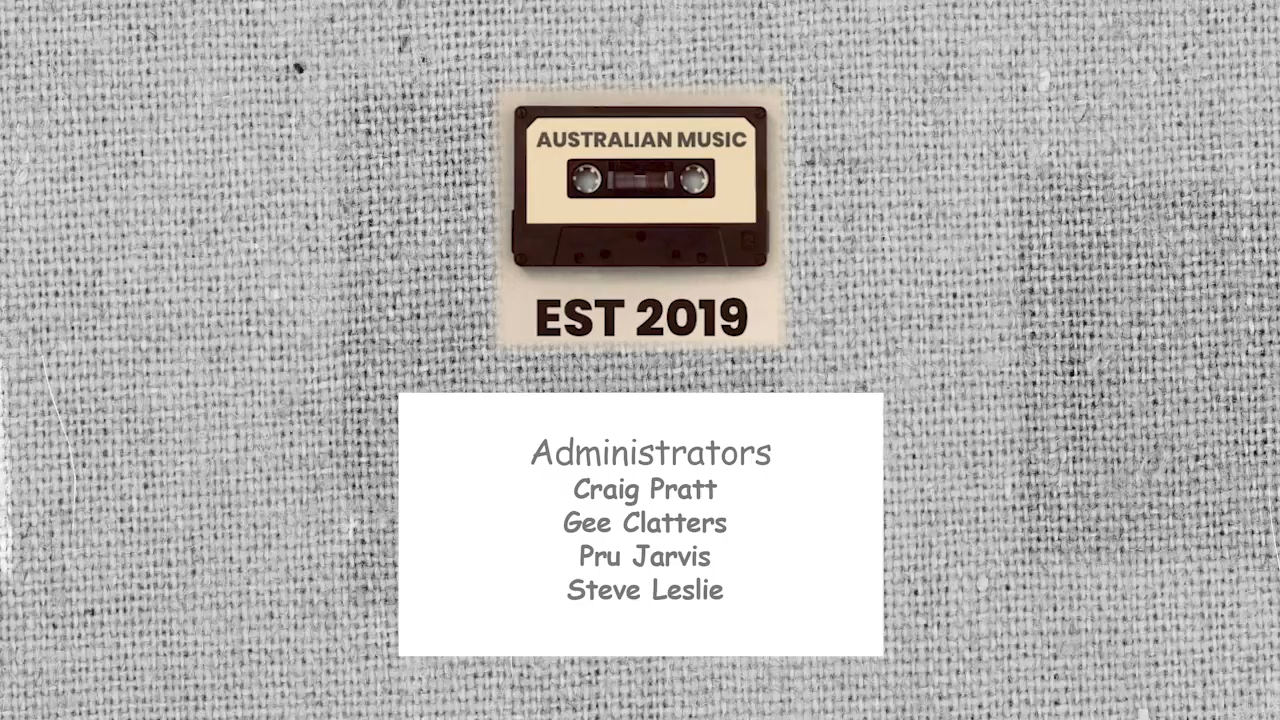 AUSTRALIAN MUSIC
EST 2019
Administrators
Craig Pratt
Gee Clatters
Pru Jarvis
Steve Leslie